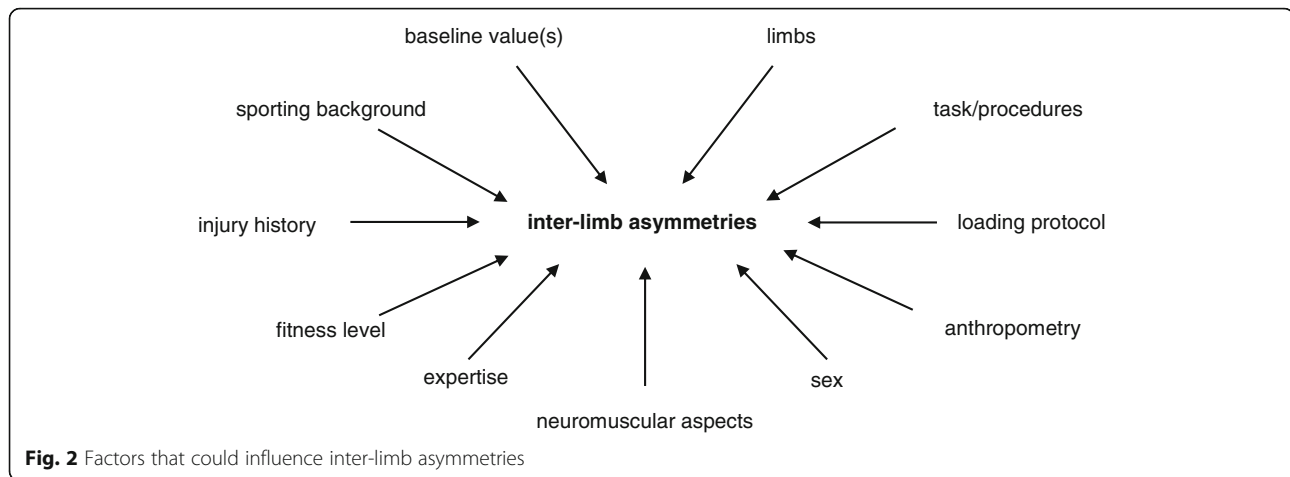 baseline value(s)
limbs
sporting background
task/procedures
injury history
inter-limb asymmetries
loading protocol
fitness level
anthropometry
expertise
sex
neuromuscular aspects
Fig. 2 Factors that could influence inter-limb asymmetries